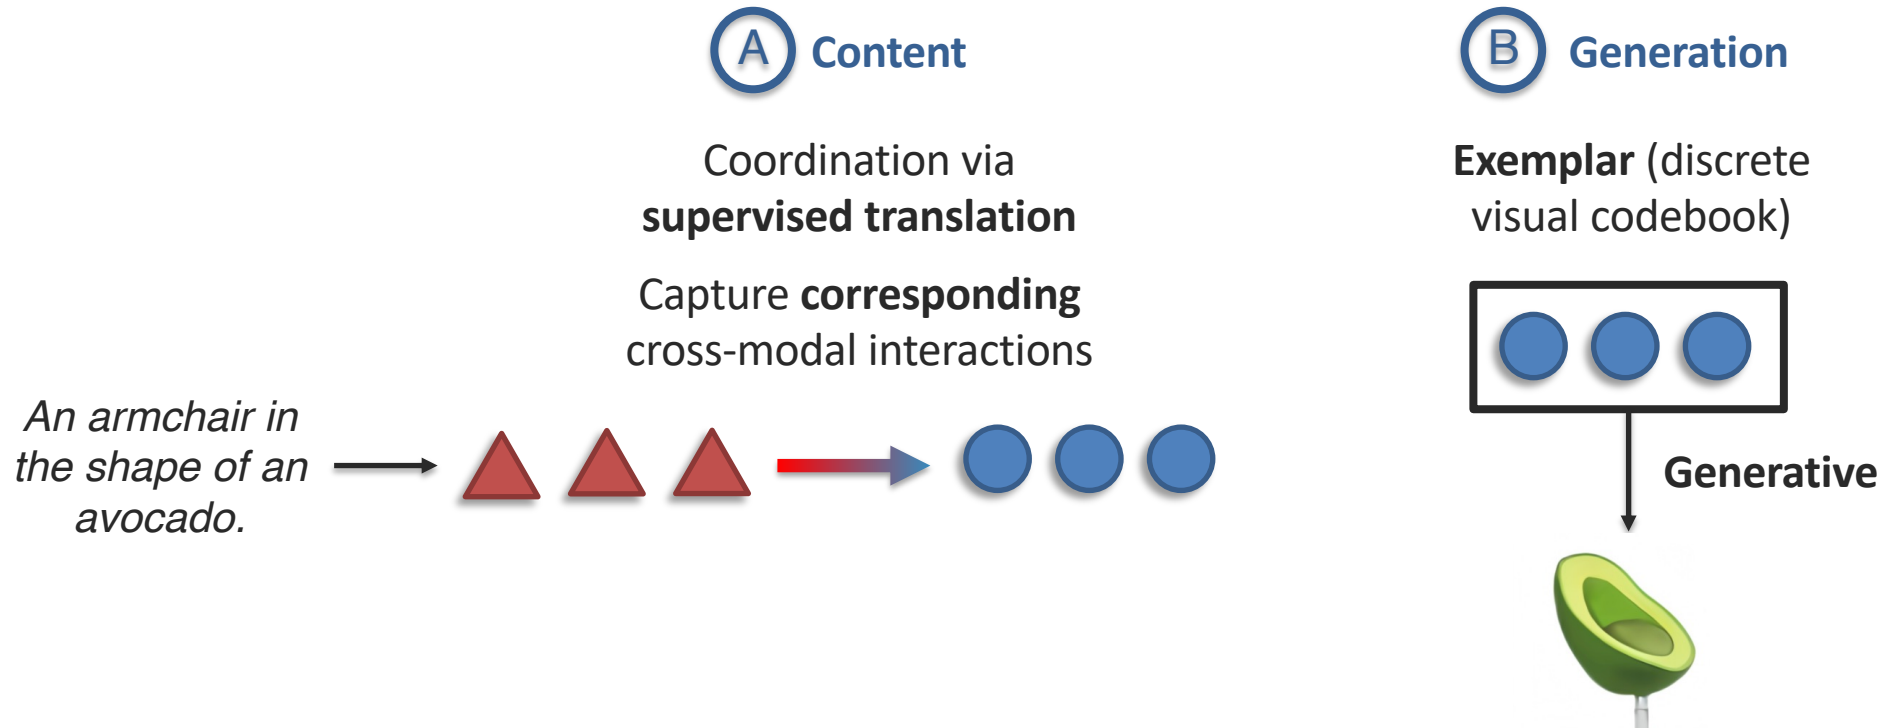 A Content
Coordination via
supervised translation
Capture corresponding
cross-modal interactions
An armchair in
the shape of an
avocado.
B Generation
Exemplar (discrete
visual codebook)
Generative